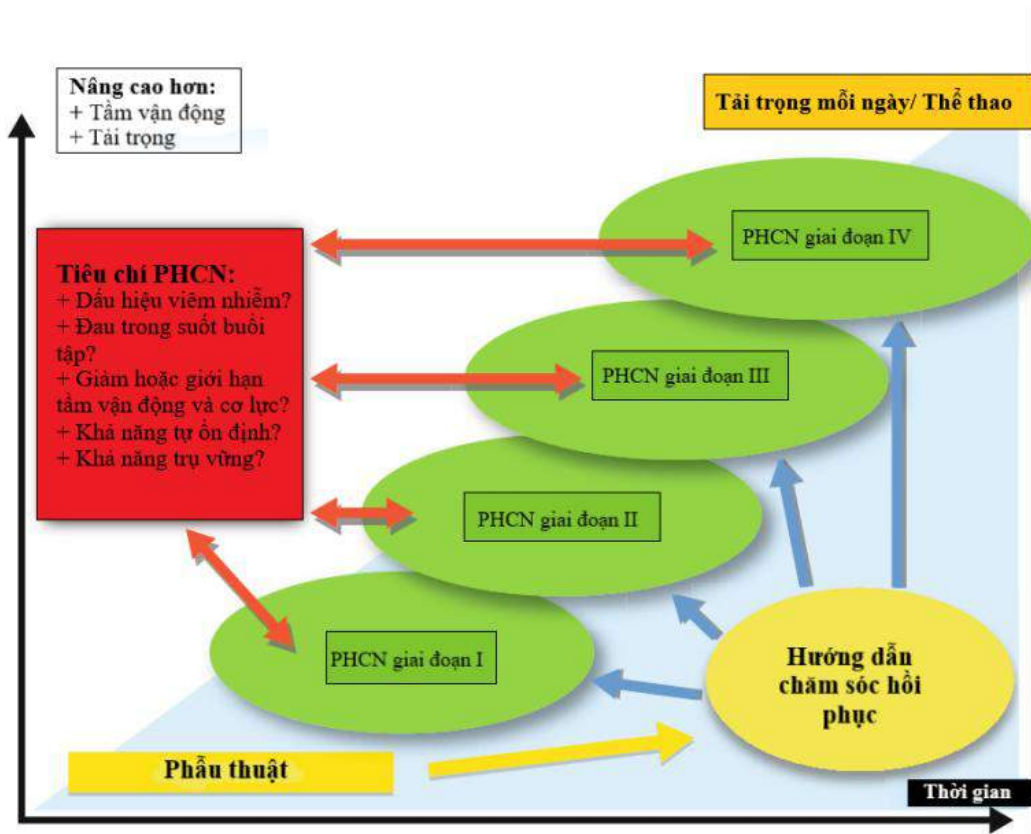 Nâng cao hơn:
+ Tầm vận động
+ Tải trọng
Tải trọng mỗi ngày/ Thể thao
Tiêu chí PHCN:
+ Dấu hiệu viêm nhiễm?
+ Đau trong suốt buổi
tập?
+ Giảm hoặc giới hạn
tầm vận động và cơ lực?
+ Khả năng tự ổn định?
+ Khả năng trụ vững?
PHCN giai đoạn IV
PHCN giai đoạn III
PHCN giai đoạn II
PHCN giai đoạn I
Hướng dẫn
chăm sóc hồi
phục
Phẫu thuật
Thời gian